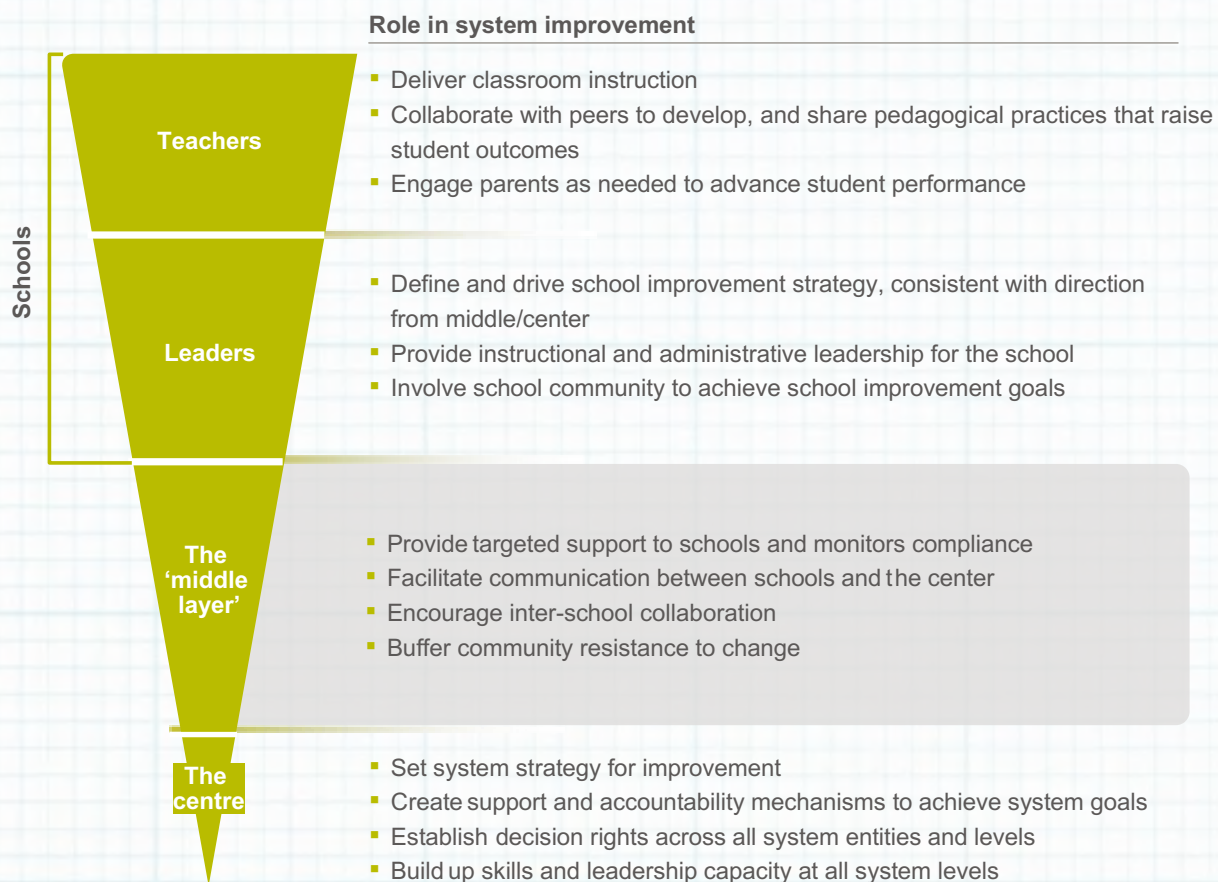 Role in system improvement
Schools
Teachers
▪ Deliver classroom instruction
▪ Collaborate with peers to develop, and share pedagogical practices that raise
student outcomes
▪ Engage parents as needed to advance student performance
Leaders
▪ Define and drive school improvement strategy, consistent with direction
from middle/center
▪ Provide instructional and administrative leadership for the school
▪ Involve school community to achieve school improvement goals
The
‘middle
layer’
▪ Provide targeted support to schools and monitors compliance
▪ Facilitate communication between schools and the center
▪ Encourage inter-school collaboration
▪ Buffer community resistance to change
The
centre
▪ Set system strategy for improvement
▪ Create support and accountability mechanisms to achieve system goals
▪ Establish decision rights across all system entities and levels
▪ Build up skills and leadership capacity at all system levels